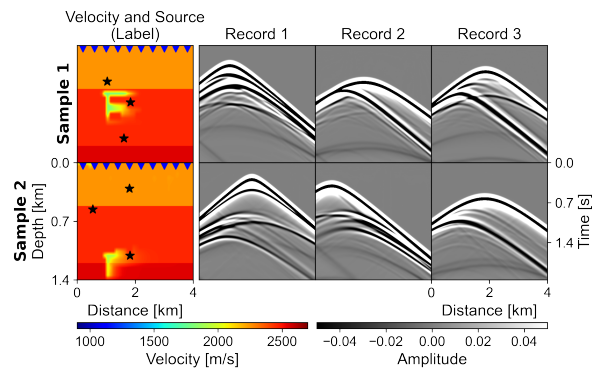 Velocity and Source
(Label)
Record 1
Record 2
Record 3
Sample 1
Sample 2
0.0
0.7
1.4
Depth [km]
0.0
0.7
1.4
Time [s]
0 2 4
Distance [km]
0 2 4
Distance [km]
1000 1500 2000 2500
Velocity [m/s]
−0.04 −0.02 0.00 0.02 0.04
Amplitude